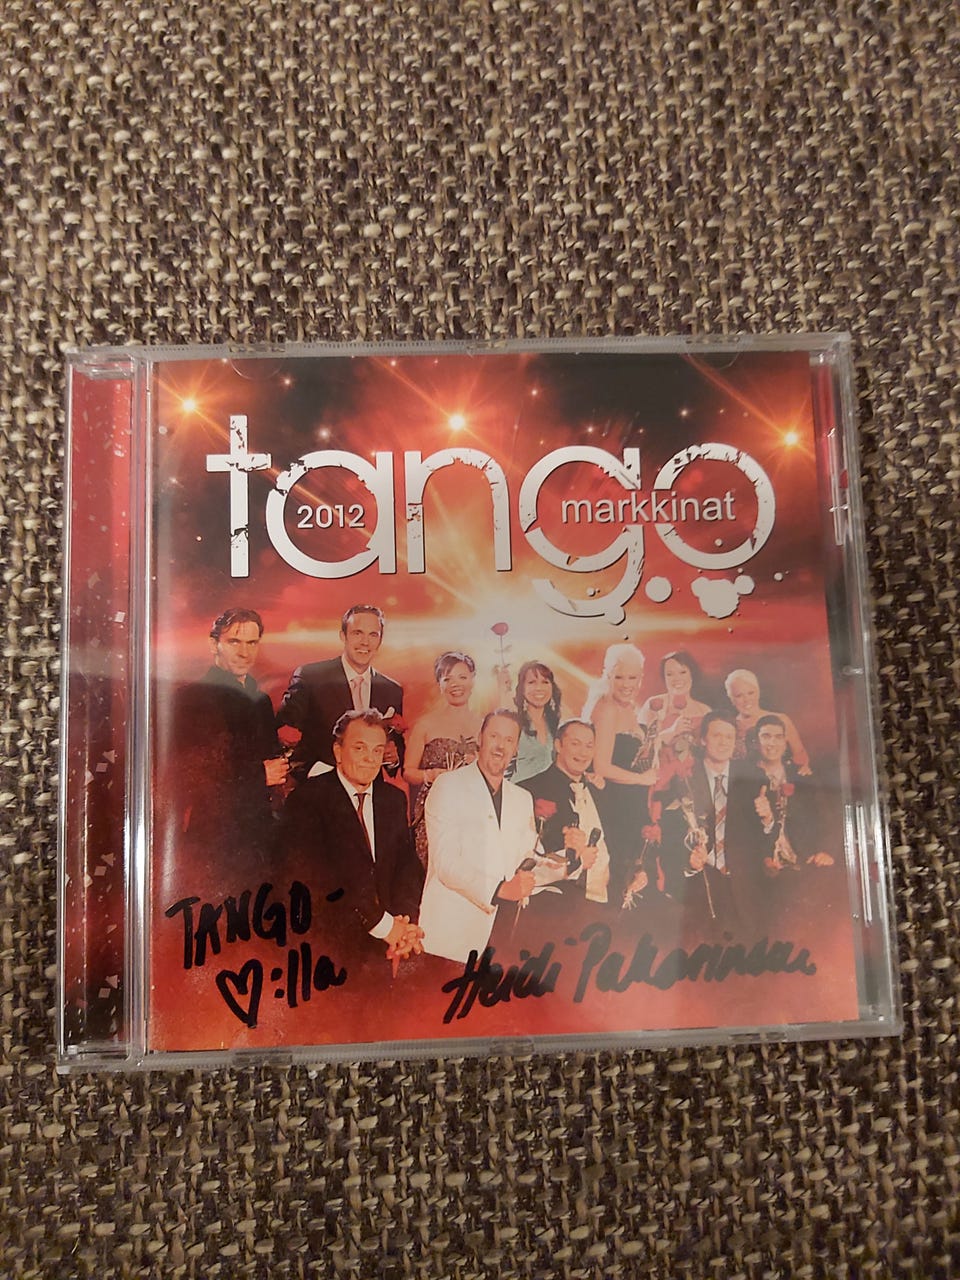 tango
2012
markkinat
TANGO-
♡:lla
Heidi Pakarinen